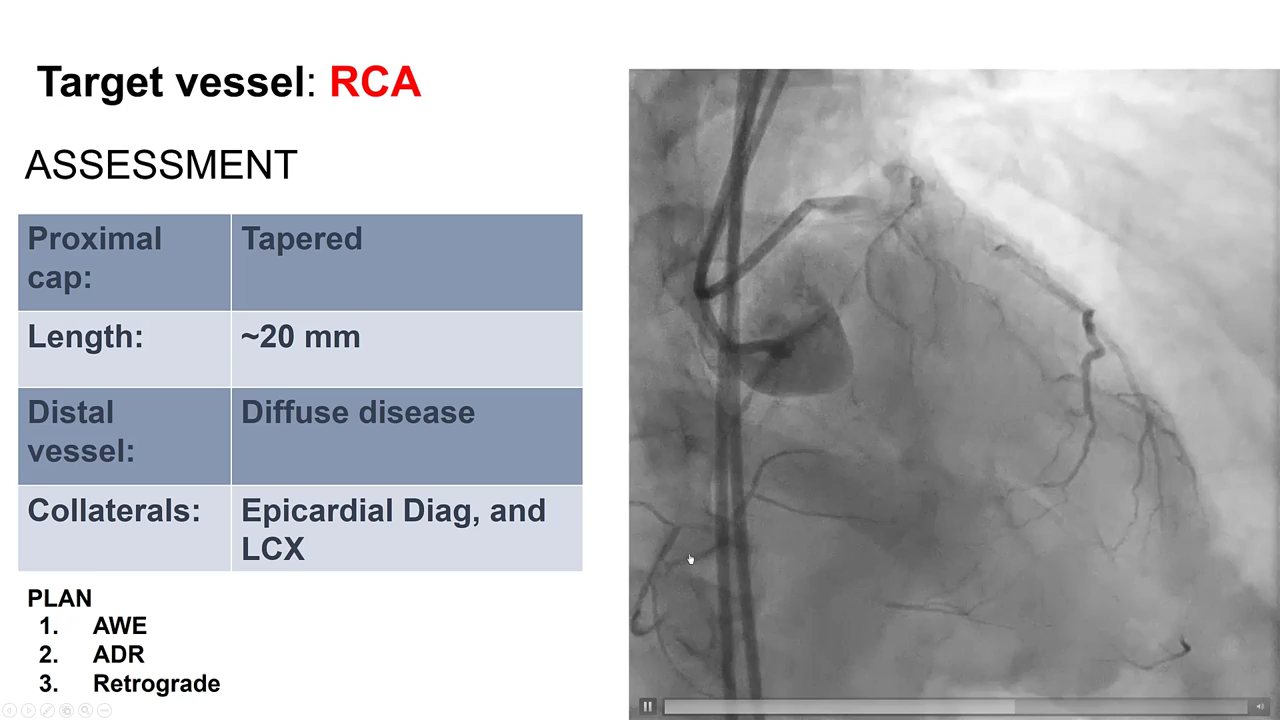 Target vessel: RCA
ASSESSMENT
Proximal
cap:
Tapered
Length:
~20 mm
Distal
vessel:
Diffuse disease
Collaterals:
Epicardial Diag, and
LCX
PLAN
1. AWE
2. ADR
3. Retrograde